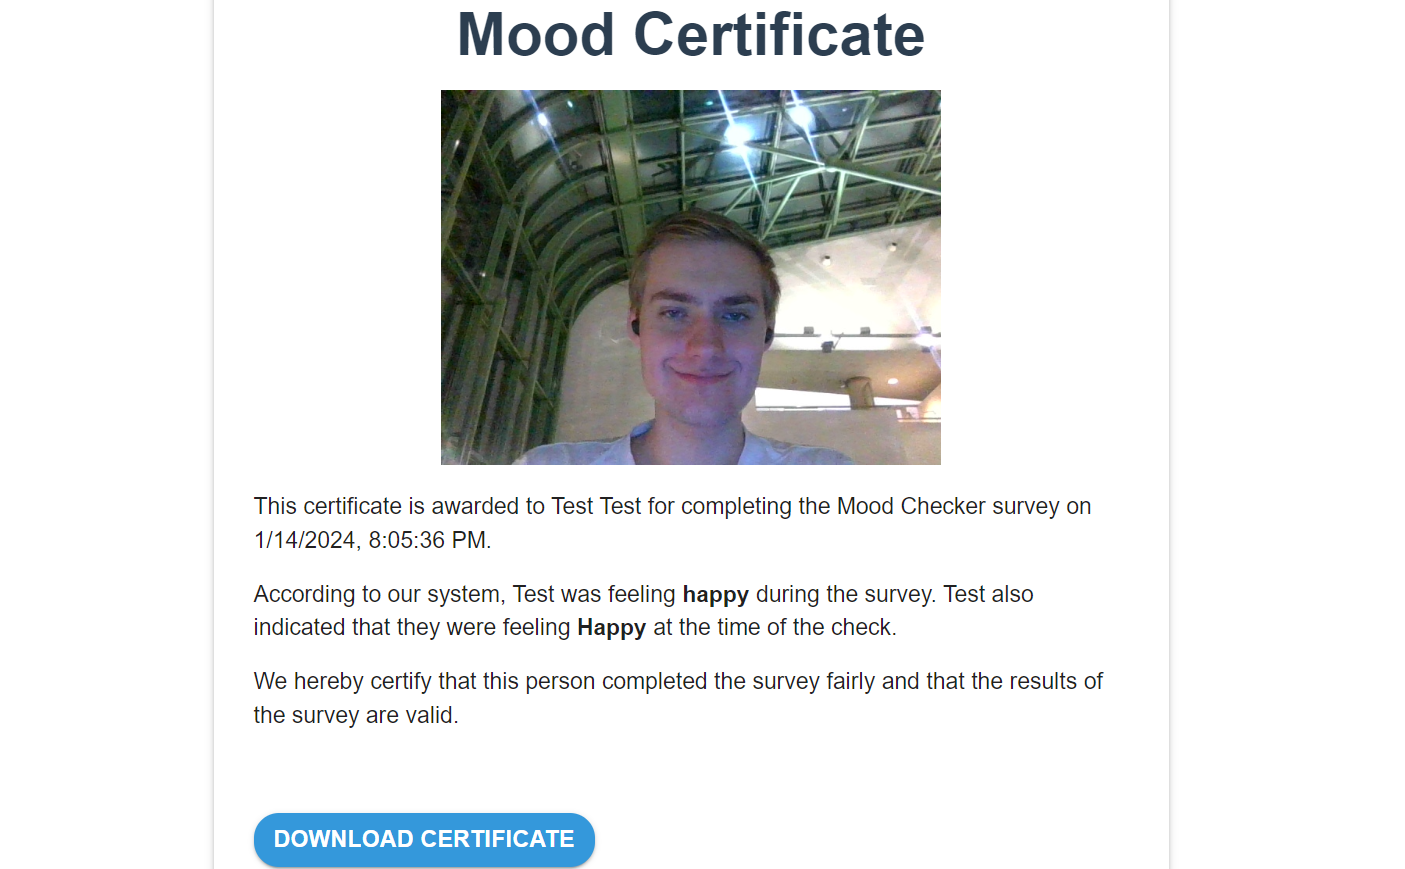 Mood Certificate
This certificate is awarded to Test Test for completing the Mood Checker survey on
1/14/2024, 8:05:36 PM.
According to our system, Test was feeling happy during the survey. Test also
indicated that they were feeling Happy at the time of the check.
We hereby certify that this person completed the survey fairly and that the results of
the survey are valid.
DOWNLOAD CERTIFICATE